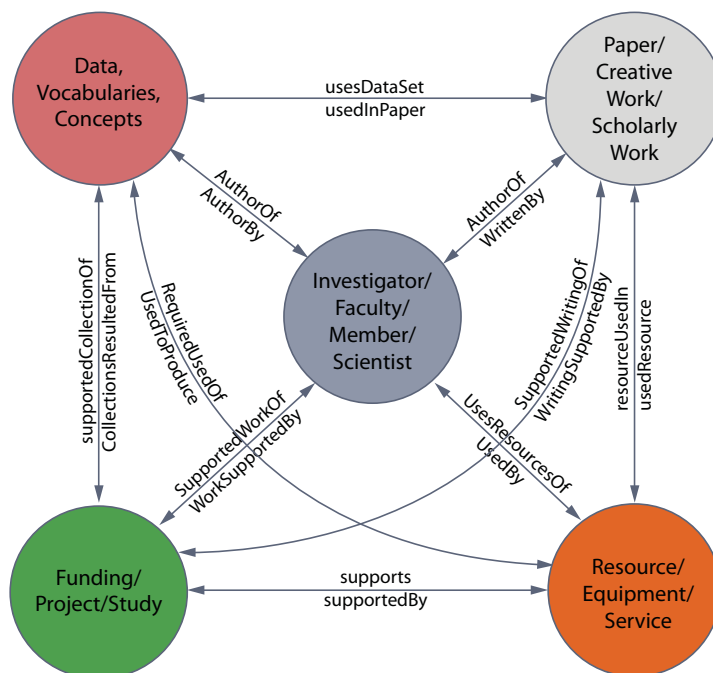 Data,
Vocabularies,
Concepts
Paper/
Creative
Work/
Scholarly
Work
usesDataSet
usedInPaper
AuthorOf
AuthorBy
AuthorOf
WrittenBy
Investigator/
Faculty/
Member/
Scientist
supportedCollectionOf
CollectionsResultedFrom
RequiredUsedOf
UsedToProduce
SupportedWritingOf
WritingSupportedBy
resourceUsedIn
usedResource
SupportedWorkOf
WorkSupportedBy
UsesResourcesOf
UsedBy
Funding/
Project/Study
supports
supportedBy
Resource/
Equipment/
Service